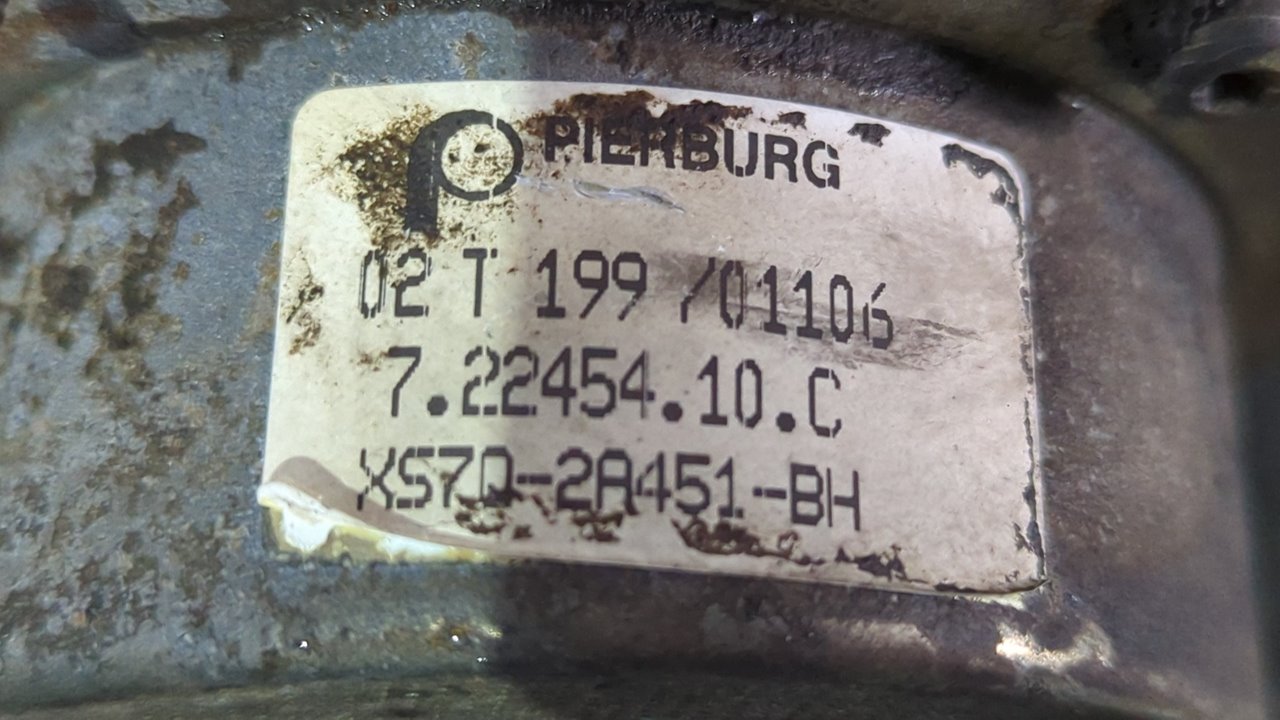 PIERBURG
02 T 199 /01106
7.22454.10.C
XS7Q-2A451-BH